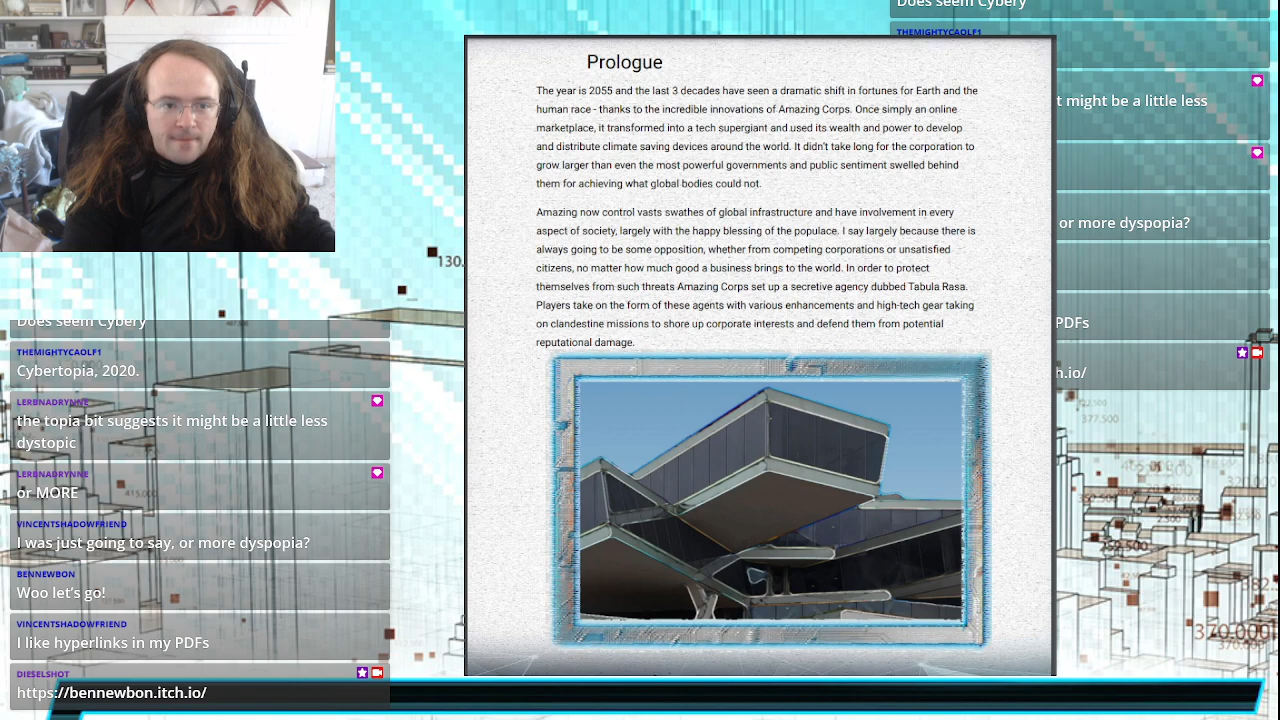 Does seem Cybery
THEMIGHTYCAOLF1
Cybertopia, 2020.
LERBNADRYNNE
the topia bit suggests it might be a little less
dystopic
LERBNADRYNNE
or MORE
VINCENTSHADOWFRIEND
I was just going to say, or more dyspopia?
BENNEWBON
Woo let's go!
VINCENTSHADOWFRIEND
I like hyperlinks in my PDFs
DIESELSHOT
https://bennewbon.itch.io/
Prologue
The year is 2055 and the last 3 decades have seen a dramatic shift in fortunes for Earth and the
human race - thanks to the incredible innovations of Amazing Corps. Once simply an online
marketplace, it transformed into a tech supergiant and used its wealth and power to develop
and distribute climate saving devices around the world. It didn't take long for the corporation to
grow larger than even the most powerful governments and public sentiment swelled behind
them for achieving what global bodies could not.
Amazing now control vasts swathes of global infrastructure and have involvement in every
aspect of society, largely with the happy blessing of the populace. I say largely because there is
always going to be some opposition, whether from competing corporations or unsatisfied
citizens, no matter how much good a business brings to the world. In order to protect
themselves from such threats Amazing Corps set up a secretive agency dubbed Tabula Rasa.
Players take on the form of these agents with various enhancements and high-tech gear taking
on clandestine missions to shore up corporate interests and defend them from potential
reputational damage.
Does seem Cybery
THEMIGHTYCAOLF1
t might be a little less
or more dyspopia?
PDFs
h.io/
130.
415.000
377.500
370.000